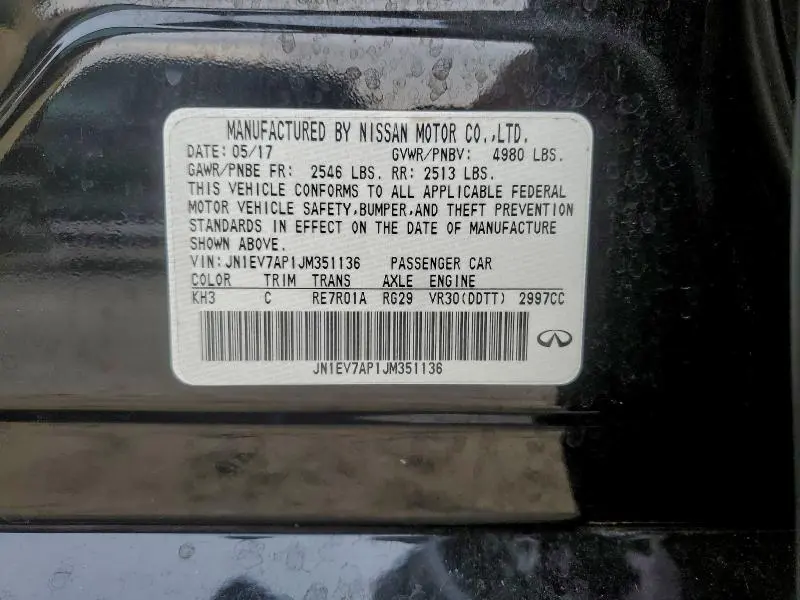 MANUFACTURED BY NISSAN MOTOR CO.,LTD.
DATE: 05/17 GVWR/PNBV: 4980 LBS.
GAWR/PNBE FR: 2546 LBS. RR: 2513 LBS.
THIS VEHICLE CONFORMS TO ALL APPLICABLE FEDERAL
MOTOR VEHICLE SAFETY,BUMPER,AND THEFT PREVENTION
STANDARDS IN EFFECT ON THE DATE OF MANUFACTURE
SHOWN ABOVE.
VIN: JN1EV7AP1JM351136 PASSENGER CAR
COLOR TRIM TRANS AXLE ENGINE
KH3 C RE7R01A RG29 VR30(DDTT) 2997CC
JN1EV7AP1JM351136